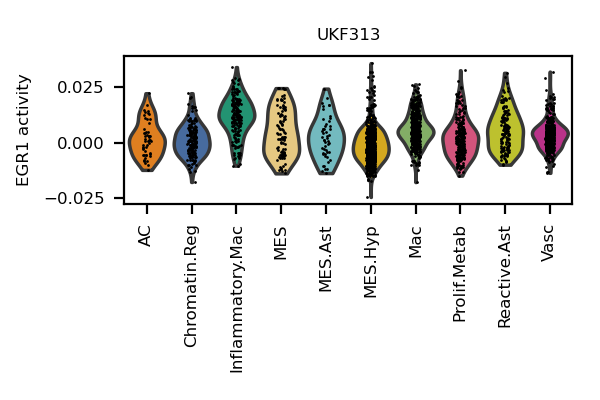 UKF313
EGR1 activity
0.025
0.000
−0.025
AC
Chromatin.Reg
Inflammatory.Mac
MES
MES.Ast
MES.Hyp
Mac
Prolif.Metab
Reactive.Ast
Vasc